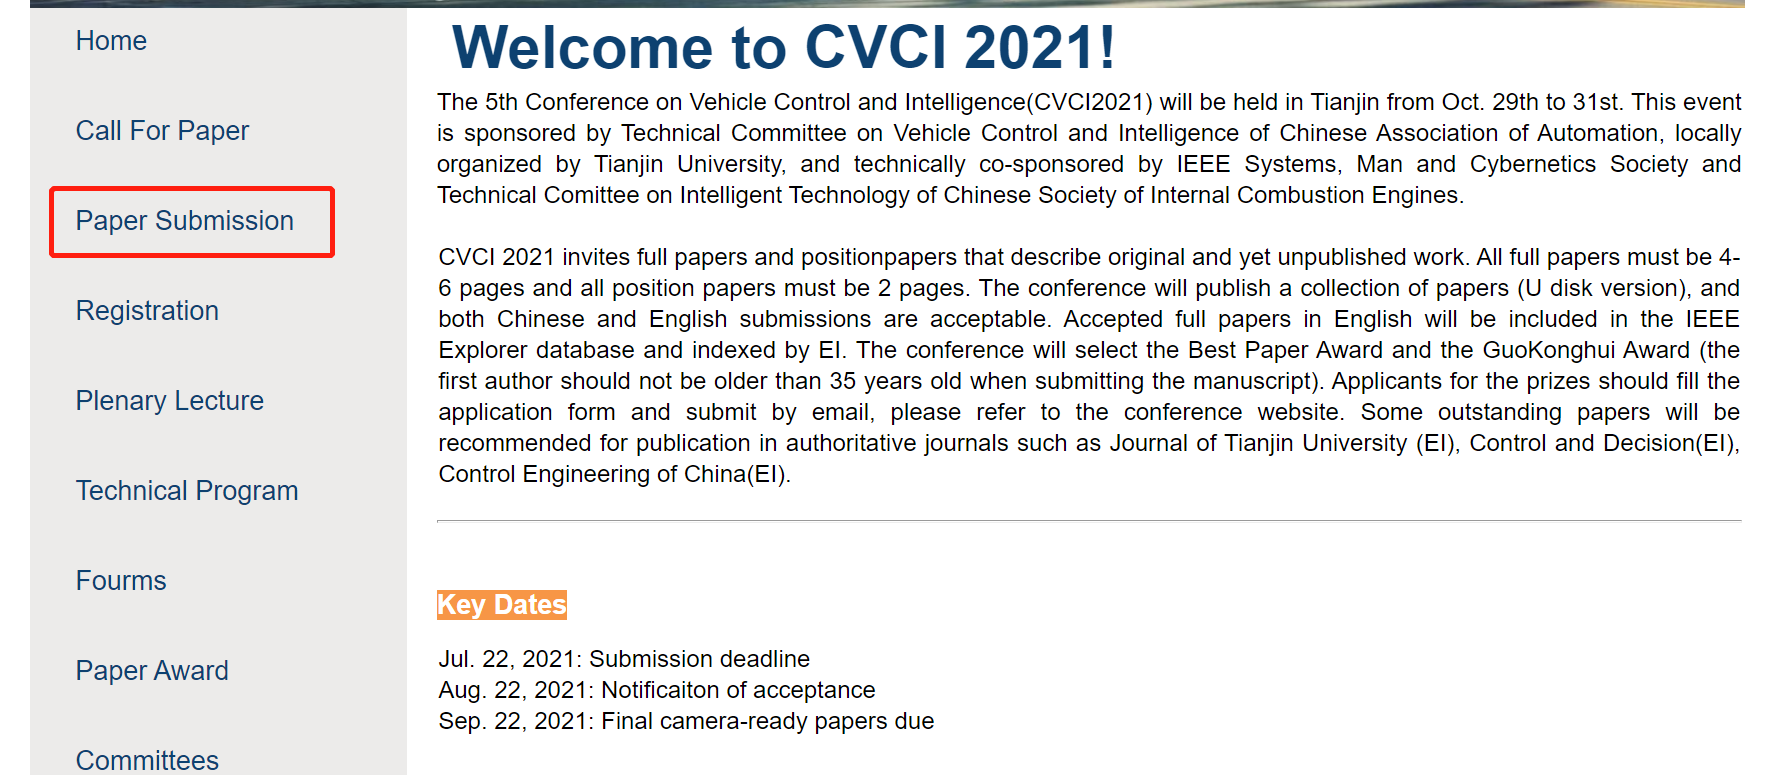 Home
Call For Paper
Paper Submission
Registration
Plenary Lecture
Technical Program
Fourms
Paper Award
Committees
Welcome to CVCI 2021!
The 5th Conference on Vehicle Control and Intelligence(CVCI2021) will be held in Tianjin from Oct. 29th to 31st. This event
is sponsored by Technical Committee on Vehicle Control and Intelligence of Chinese Association of Automation, locally
organized by Tianjin University, and technically co-sponsored by IEEE Systems, Man and Cybernetics Society and
Technical Comittee on Intelligent Technology of Chinese Society of Internal Combustion Engines.
CVCI 2021 invites full papers and positionpapers that describe original and yet unpublished work. All full papers must be 4-
6 pages and all position papers must be 2 pages. The conference will publish a collection of papers (U disk version), and
both Chinese and English submissions are acceptable. Accepted full papers in English will be included in the IEEE
Explorer database and indexed by EI. The conference will select the Best Paper Award and the GuoKonghui Award (the
first author should not be older than 35 years old when submitting the manuscript). Applicants for the prizes should fill the
application form and submit by email, please refer to the conference website. Some outstanding papers will be
recommended for publication in authoritative journals such as Journal of Tianjin University (EI), Control and Decision(EI),
Control Engineering of China(EI).
Key Dates
Jul. 22, 2021: Submission deadline
Aug. 22, 2021: Notificaiton of acceptance
Sep. 22, 2021: Final camera-ready papers due